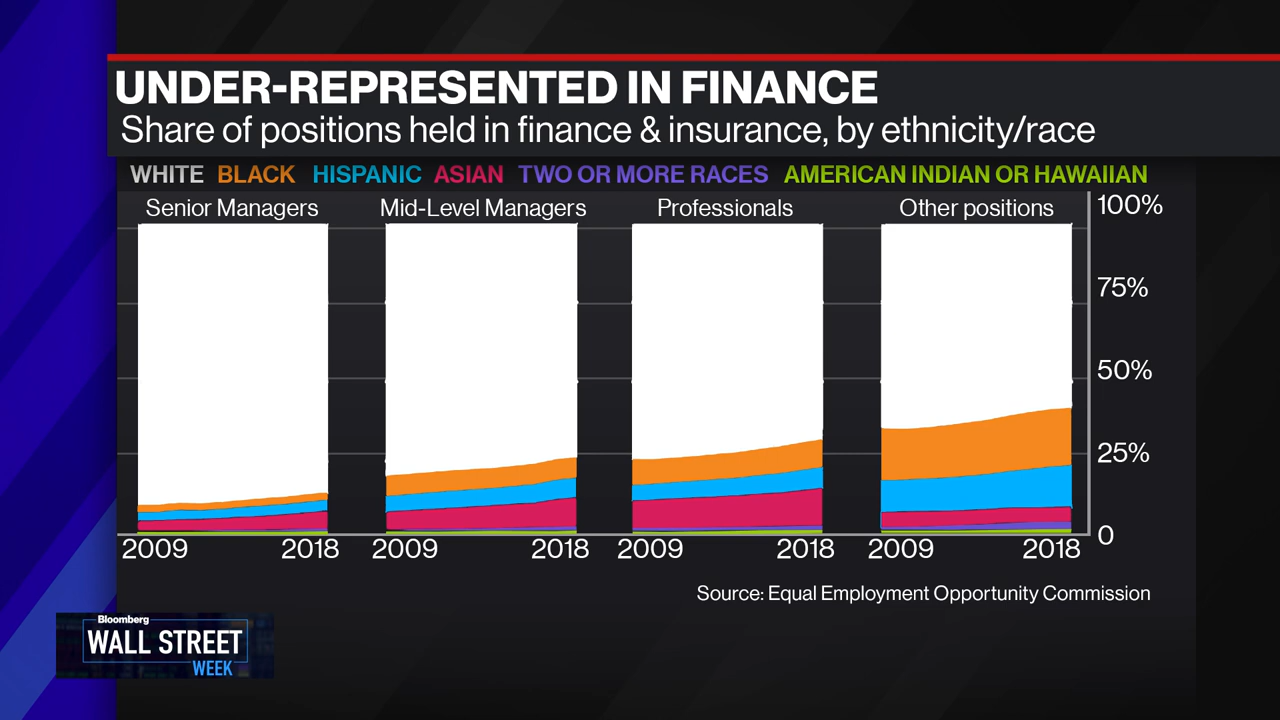 UNDER-REPRESENTED IN FINANCE
Share of positions held in finance & insurance, by ethnicity/race
WHITE BLACK HISPANIC ASIAN TWO OR MORE RACES AMERICAN INDIAN OR HAWAIIAN
Senior Managers Mid-Level Managers Professionals Other positions 100%
75%
50%
25%
0
2009 2018 2009 2018 2009 2018 2009 2018
Source: Equal Employment Opportunity Commission
Bloomberg
WALL STREET
WEEK